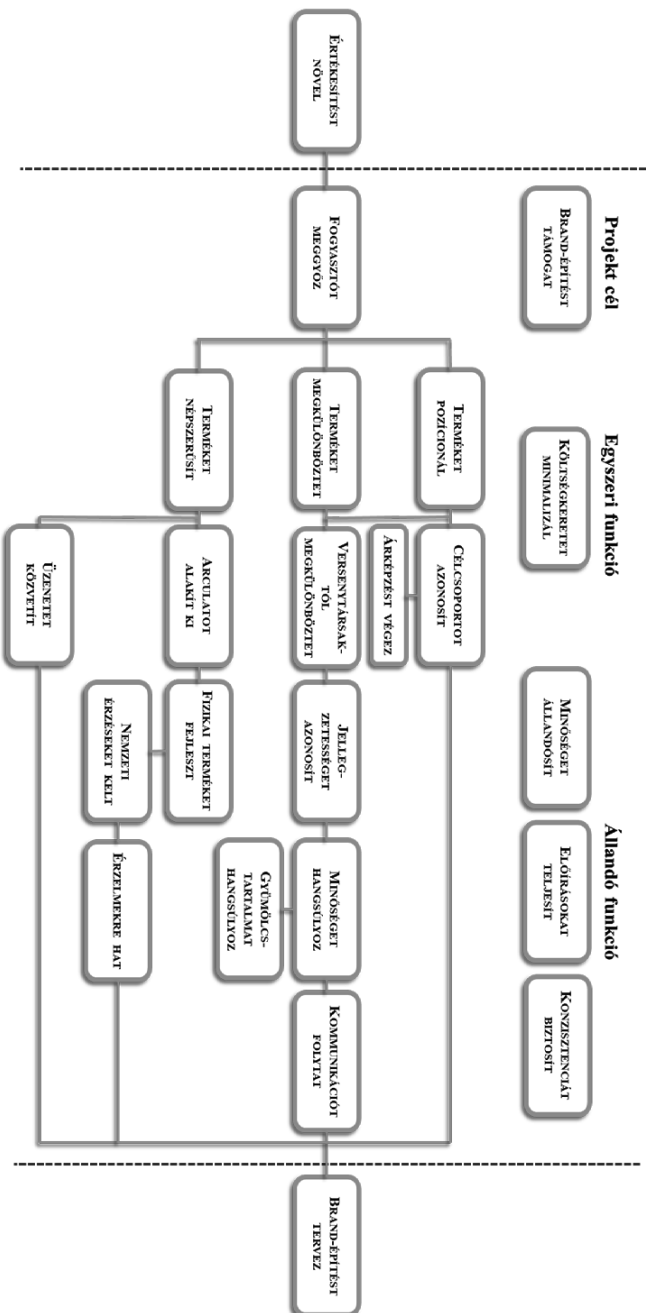 Projekt cél
Egyszeri funkció
Állandó funkció
BRAND-ÉPÍTÉST
TÁMOGAT
KÖLTSÉGKERETET
MINIMALIZÁL
MINŐSÉGET
ÁLLANDÓSÍT
ELŐÍRÁSOKAT
TELJESÍT
KONZISZTENCIÁT
BIZTOSÍT
ÉRTÉKESÍTÉST
NÖVEL
FOGYASZTÓT
MEGGYŐZ
TERMÉKET
POZÍCIONÁL
CÉLCSOPORTOT
AZONOSÍT
ÁRKÉPZÉST VÉGEZ
TERMÉKET
MEGKÜLÖNBÖZTET
VERSENYTÁRSAK-
TÓL
MEGKÜLÖNBÖZTET
JELLEG-
ZETESSÉGET
AZONOSÍT
MINŐSÉGET
HANGSÚLYOZ
KOMMUNIKÁCIÓT
FOLYTAT
BRAND-ÉPÍTÉST
TERVEZ
GYÜMÖLCS-
TARTALMAT
HANGSÚLYOZ
TERMÉKET
NÉPSZERŰSÍT
ARCULATOT
ALAKÍT KI
FIZIKAI TERMÉKET
FEJLESZT
NEMZETI
ÉRZÉSEKET KELT
ÉRZELMEKRE HAT
ÜZENETET
KÖZVETÍT